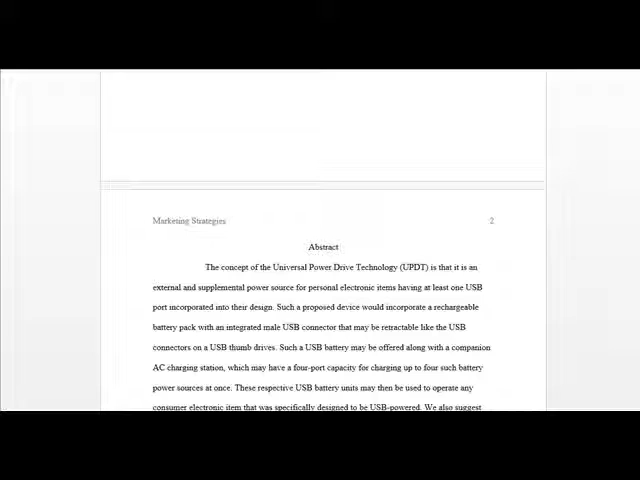 Marketing Strategies 2
Abstract
The concept of the Universal Power Drive Technology (UPDT) is that it is an
external and supplemental power source for personal electronic items having at least one USB
port incorporated into their design. Such a proposed device would incorporate a rechargeable
battery pack with an integrated male USB connector that may be retractable like the USB
connectors on a USB thumb drives. Such a USB battery may be offered along with a companion
AC charging station, which may have a four-port capacity for charging up to four such battery
power sources at once. These respective USB battery units may then be used to operate any
consumer electronic item that was specifically designed to be USB-powered. We also suggest